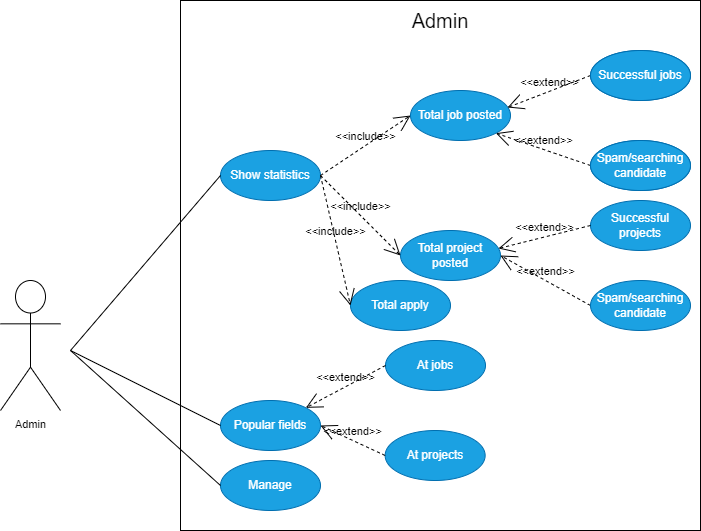 Admin
Successful jobs
<<extend>>
Total job posted
<<include>>
<<extend>>
Spam/searching
candidate
Show statistics
<<include>>
Successful
projects
<<extend>>
<<include>>
Total project
posted
<<extend>>
Spam/searching
candidate
Total apply
At jobs
<<extend>>
Admin
Popular fields
<<extend>>
At projects
Manage